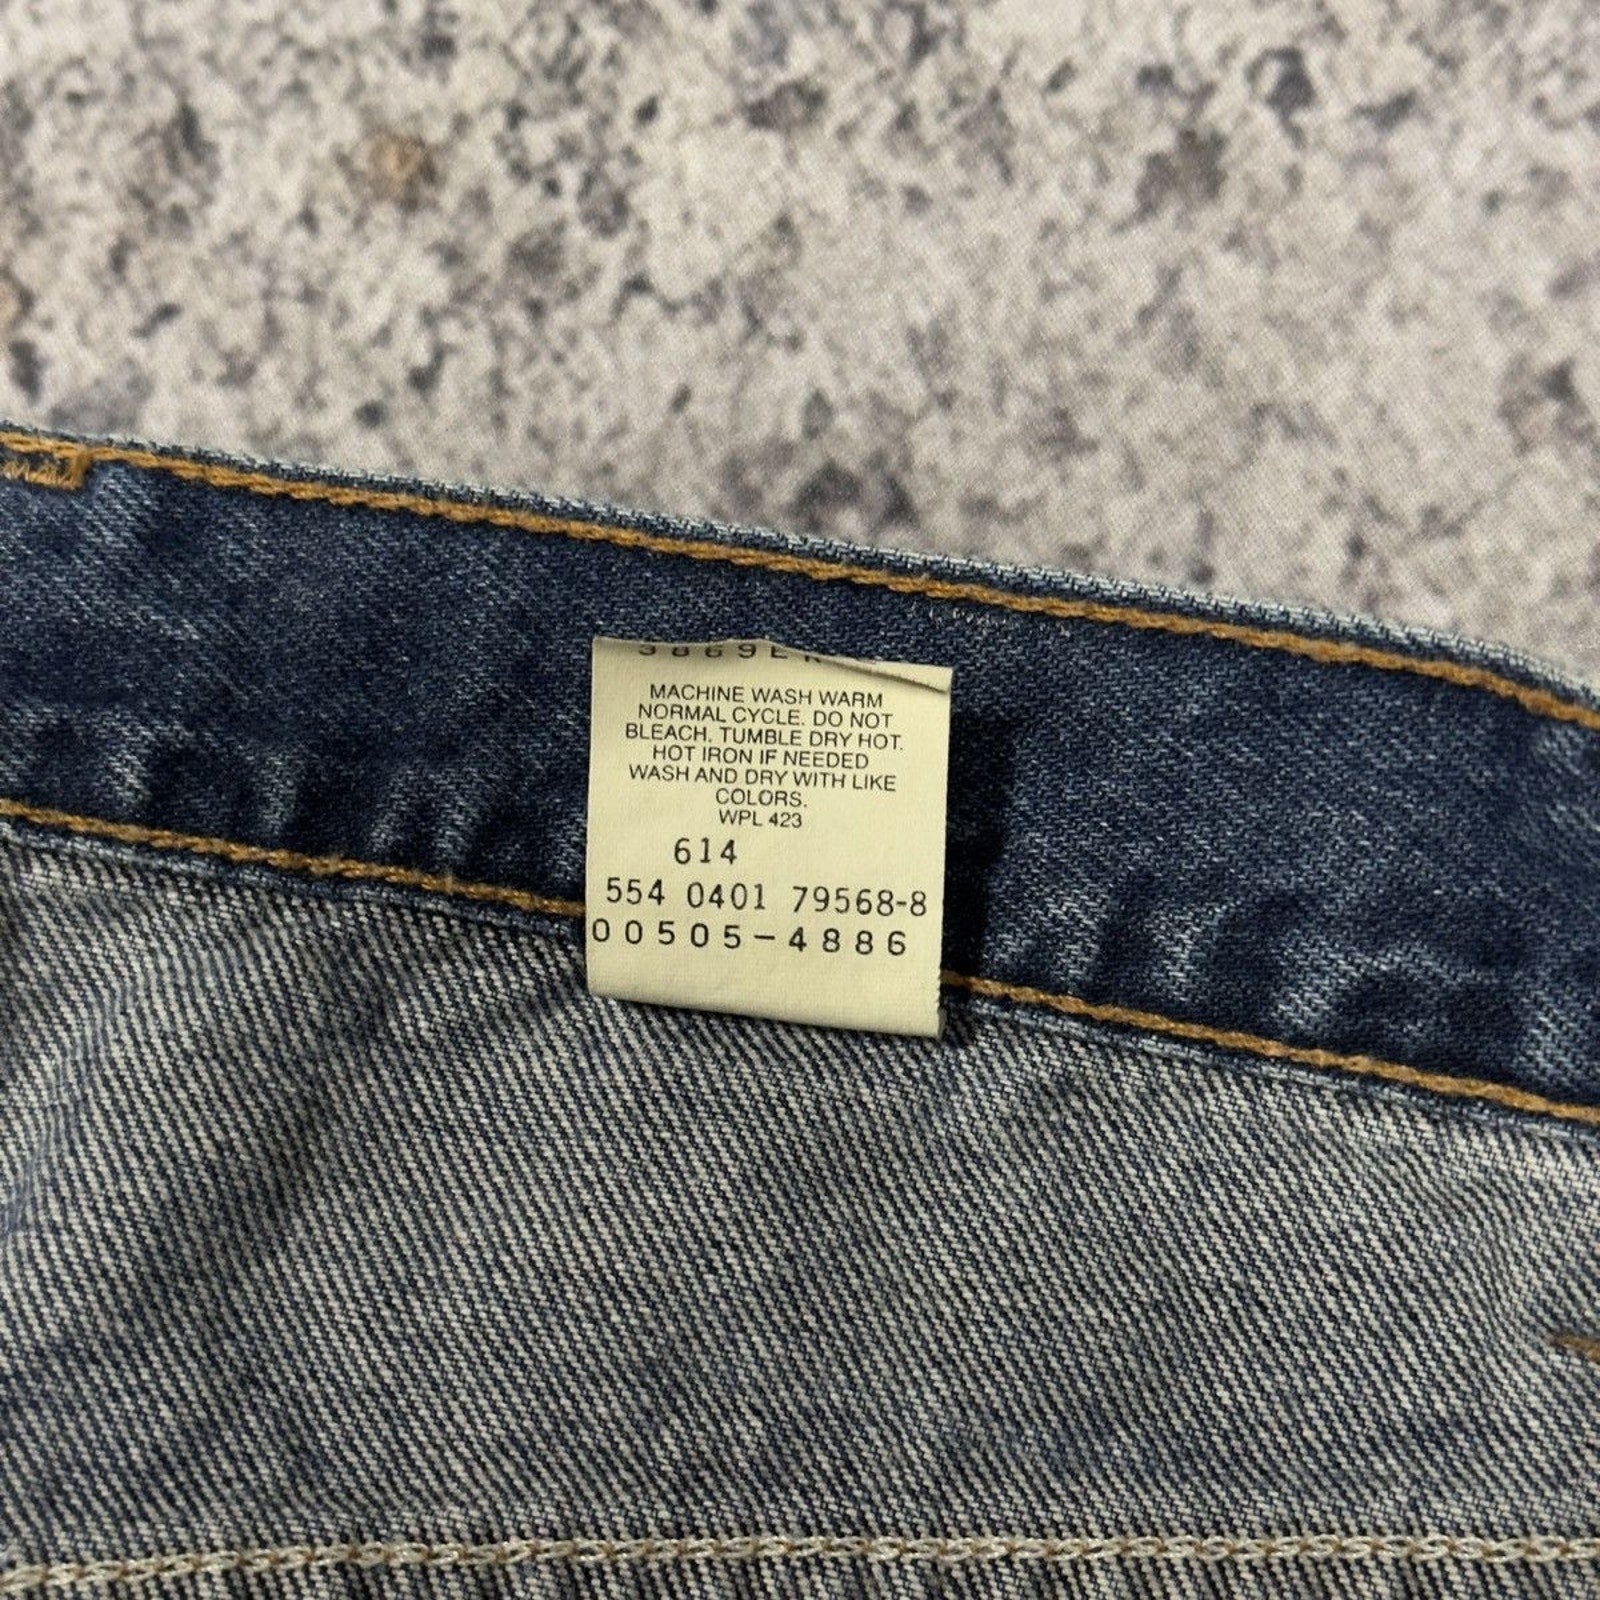 3869
MACHINE WASH WARM
NORMAL CYCLE. DO NOT
BLEACH. TUMBLE DRY HOT.
HOT IRON IF NEEDED
WASH AND DRY WITH LIKE
COLORS.
WPL 423
614
554 0401 79568-8
00505-4886